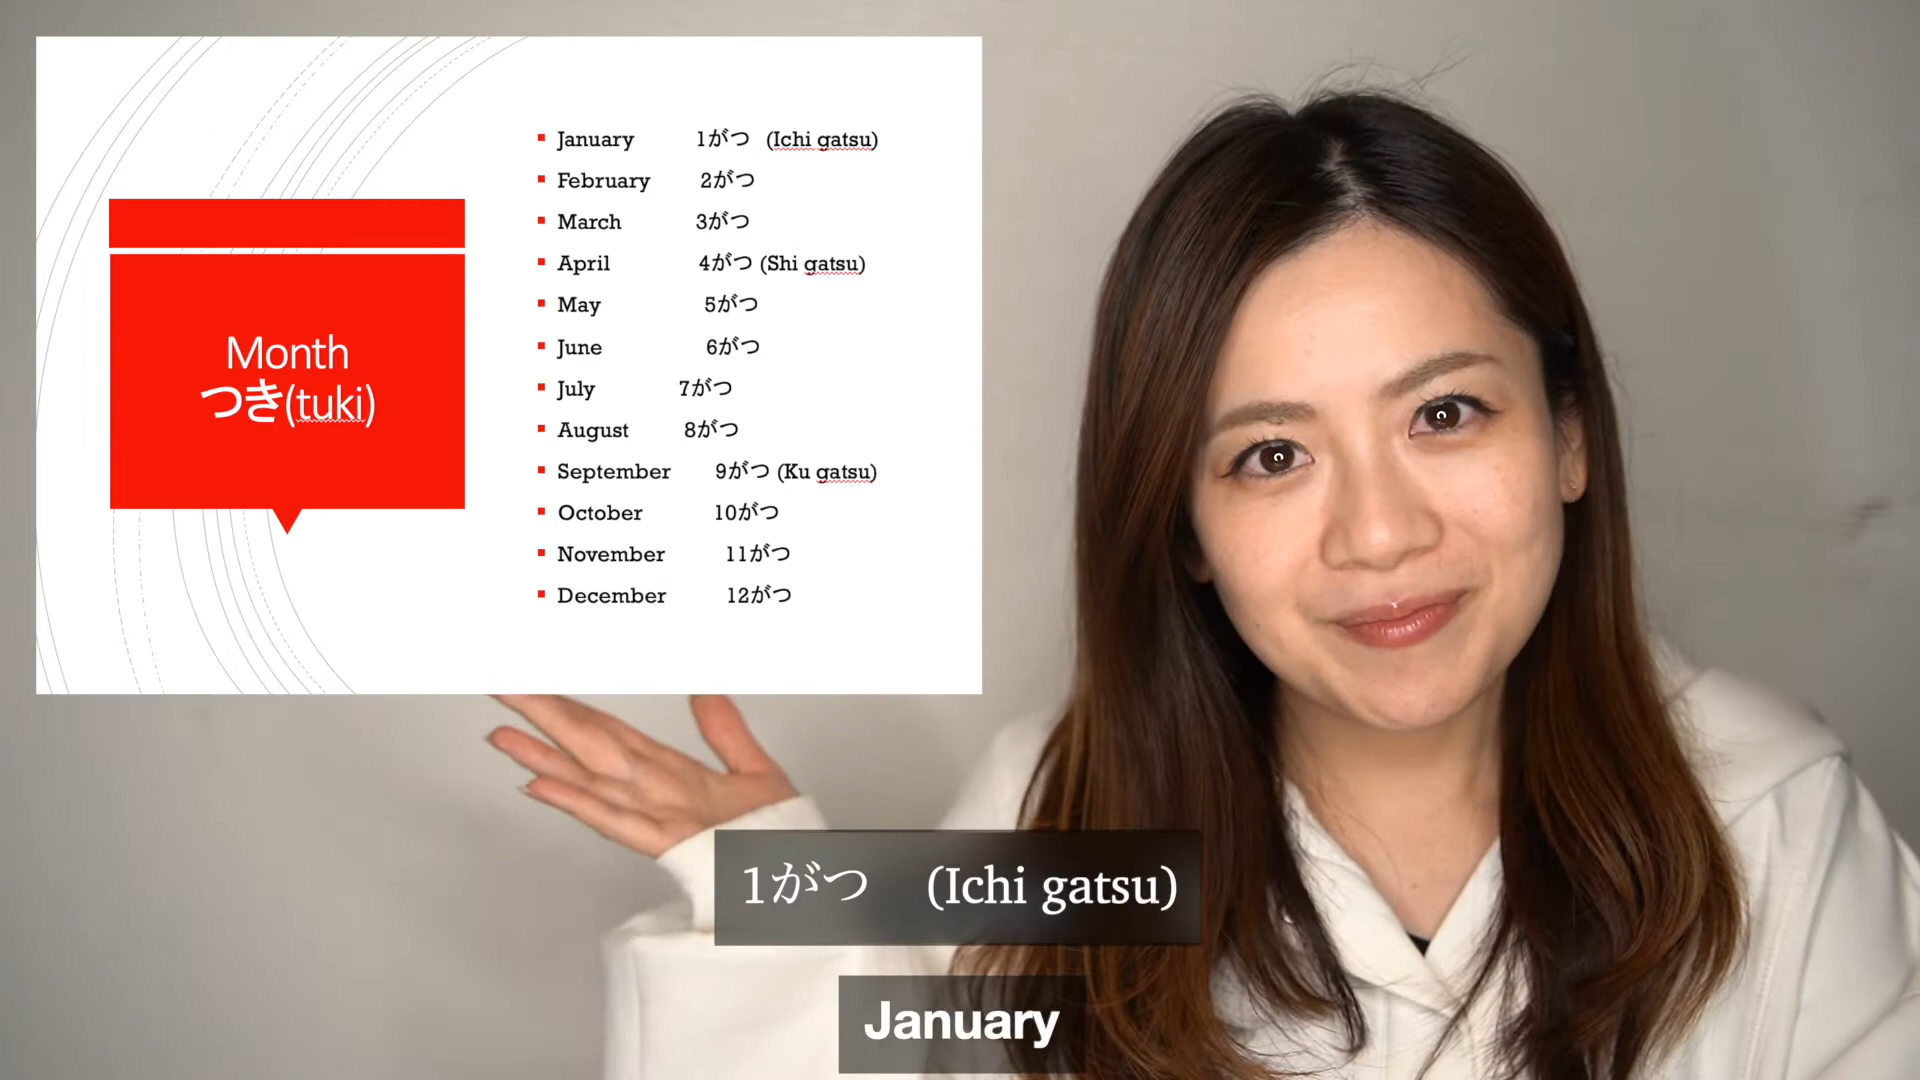 Month
つき(tuki)
January 1がつ (Ichi gatsu)
February 2がつ
March 3がつ
April 4がつ (Shi gatsu)
May 5がつ
June 6がつ
July 7がつ
August 8がつ
September 9がつ (Ku gatsu)
October 10がつ
November 11がつ
December 12がつ
1がつ (Ichi gatsu)
January